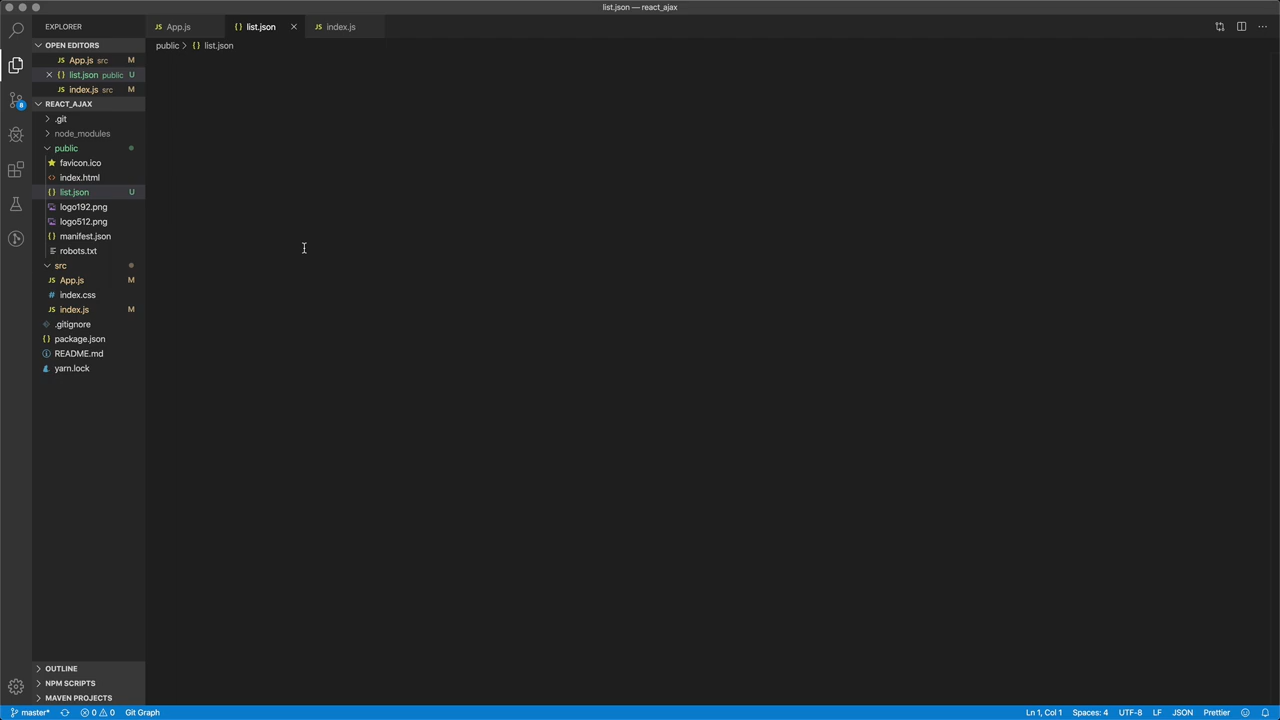 list.json — react_ajax
EXPLORER
JS App.js
{ } list.json ×
JS index.js
OPEN EDITORS
JS App.js src M
× { } list.json public U
JS index.js src M
public > { } list.json
8
REACT_AJAX
.git
node_modules
public
favicon.ico
<> index.html
{ } list.json U
logo192.png
logo512.png
{ } manifest.json
robots.txt
src
JS App.js M
# index.css
JS index.js M
.gitignore
{ } package.json
README.md
yarn.lock
OUTLINE
NPM SCRIPTS
MAVEN PROJECTS
master*
0
0
Git Graph
Ln 1, Col 1
Spaces: 4
UTF-8
LF
JSON
Prettier